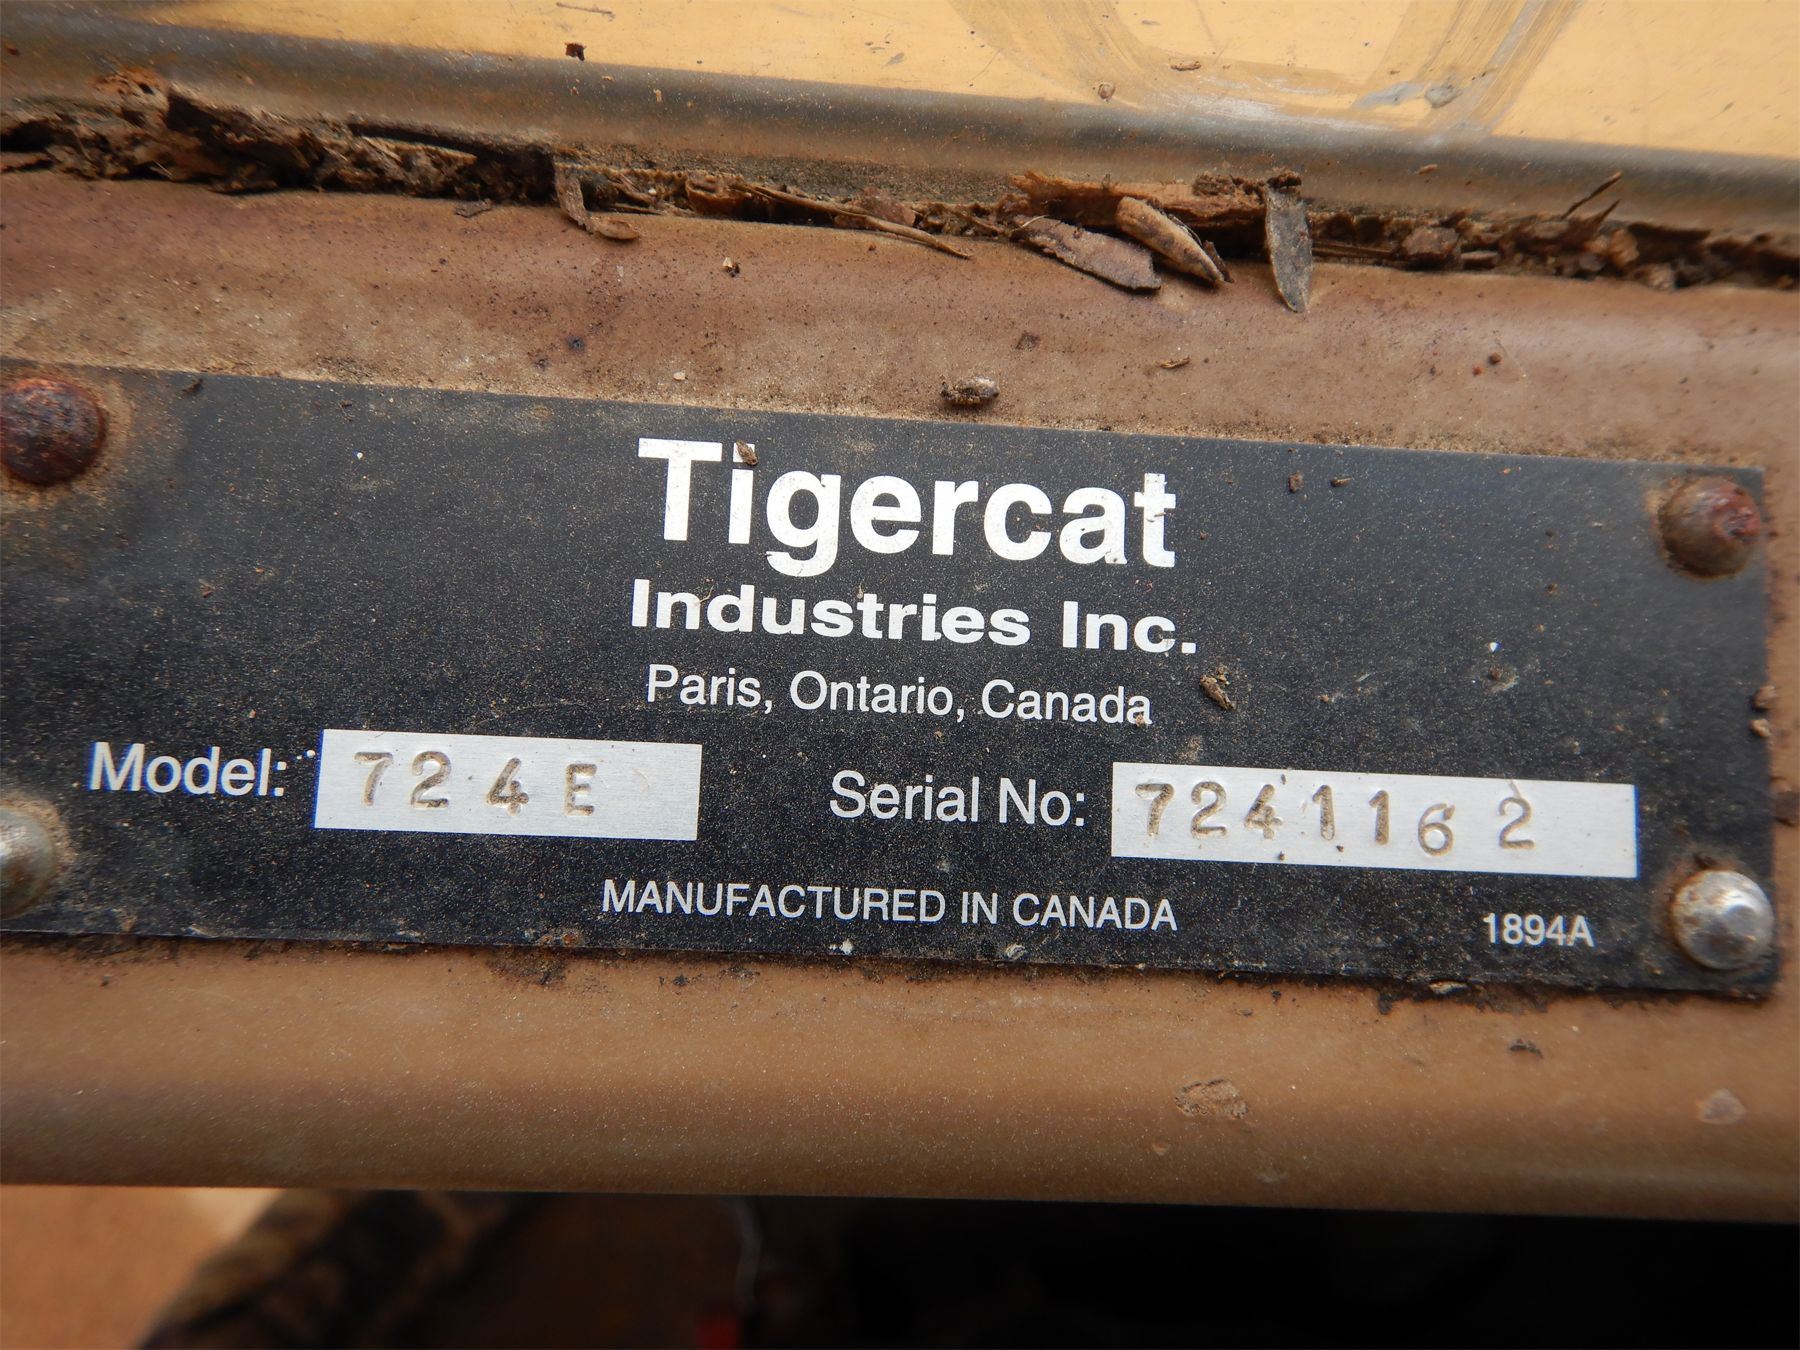 Tigercat
Industries Inc.
Paris, Ontario, Canada
Model: 724E Serial No: 7241162
MANUFACTURED IN CANADA 1894A